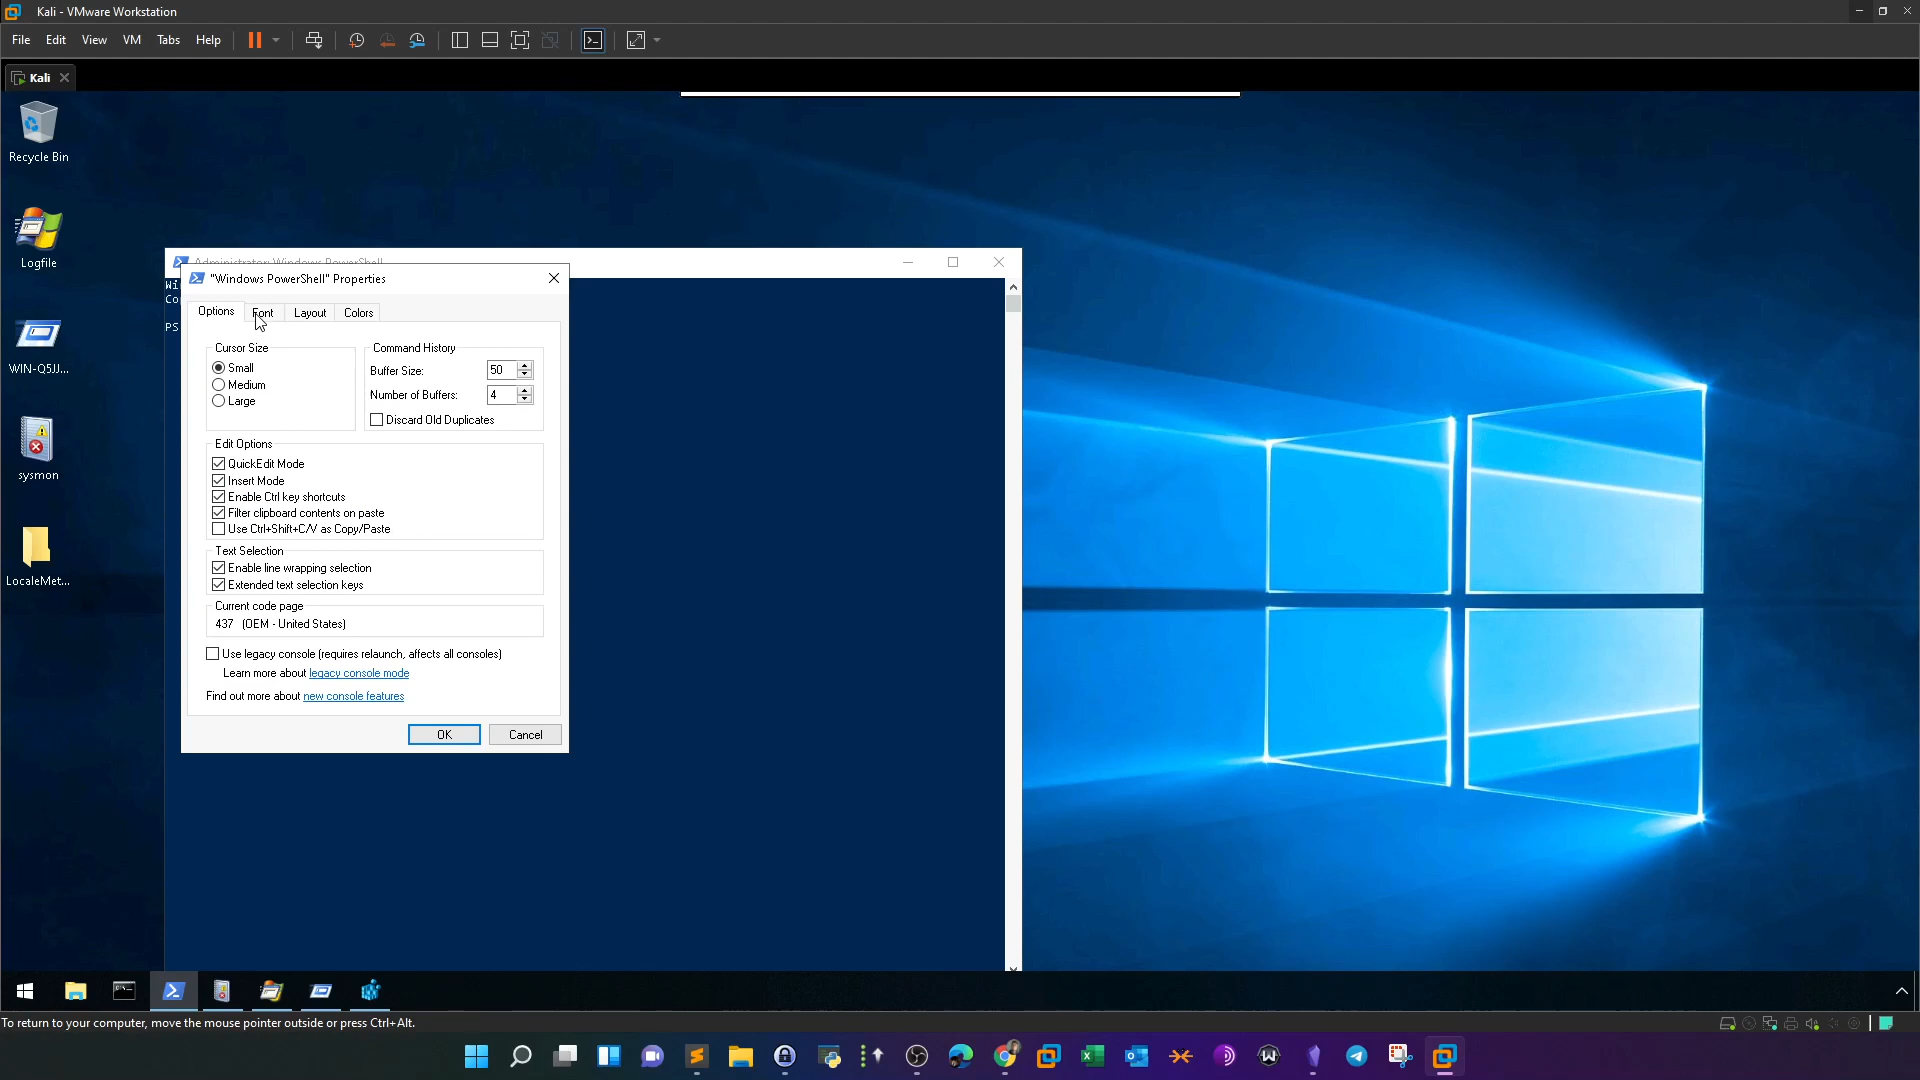 Kali - VMware Workstation
File Edit View VM Tabs Help
Kali
Recycle Bin
Logfile
WIN-Q5JJ...
sysmon
LocaleMet...
Administrator: Windows PowerShell
Wi
Co
PS
"Windows PowerShell" Properties
Options Font Layout Colors
Cursor Size
Small
Medium
Large
Command History
Buffer Size: 50
Number of Buffers: 4
Discard Old Duplicates
Edit Options
QuickEdit Mode
Insert Mode
Enable Ctrl key shortcuts
Filter clipboard contents on paste
Use Ctrl+Shift+C/V as Copy/Paste
Text Selection
Enable line wrapping selection
Extended text selection keys
Current code page
437 (OEM - United States)
Use legacy console (requires relaunch, affects all consoles)
Learn more about legacy console mode
Find out more about new console features
OK Cancel
To return to your computer, move the mouse pointer outside or press Ctrl+Alt.